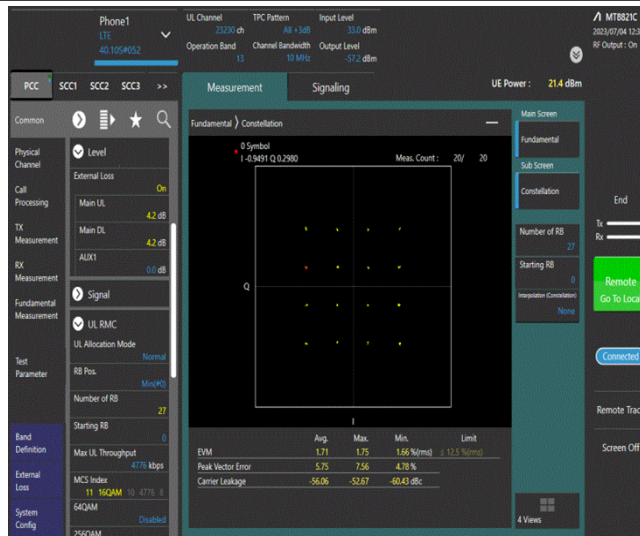 Phone1
LTE
40.105#052
UL Channel
23230 ch
TPC Pattern
All +3dB
Input Level
33.0 dBm
Operation Band
13
Channel Bandwidth
10 MHz
Output Level
-57.2 dBm
MT8821C
2023/07/04 12:3
RF Output : On
PCC
SCC1
SCC2
SCC3
>>
Measurement
Signaling
UE Power : 21.4 dBm
Common
Physical
Channel
Call
Processing
TX
Measurement
RX
Measurement
Fundamental
Measurement
Test
Parameter
Band
Definition
External
Loss
System
Config
Level
External Loss
On
Main UL
4.2 dB
Main DL
4.2 dB
AUX1
0.0 dB
Signal
UL RMC
UL Allocation Mode
Normal
RB Pos.
Min(#0)
Number of RB
27
Starting RB
0
Max UL Throughput
4776 kbps
MCS Index
11 16QAM 10 4776 8
64QAM
Disabled
256QAM
Fundamental 〉 Constellation
0 Symbol
I -0.9491 Q 0.2980
Meas. Count : 20/ 20
Q
I
Avg. Max. Min. Limit
EVM 1.71 1.75 1.66 %(rms) ≤ 12.5 %(rms)
Peak Vector Error 5.75 7.56 4.78 %
Carrier Leakage -56.06 -52.67 -60.43 dBc
Main Screen
Fundamental
Sub Screen
Constellation
Number of RB
27
Starting RB
0
Interpolation (Constellation)
None
4 Views
End
Tx
Rx
Remote
Go To Loca
Connected
Remote Trac
Screen Off